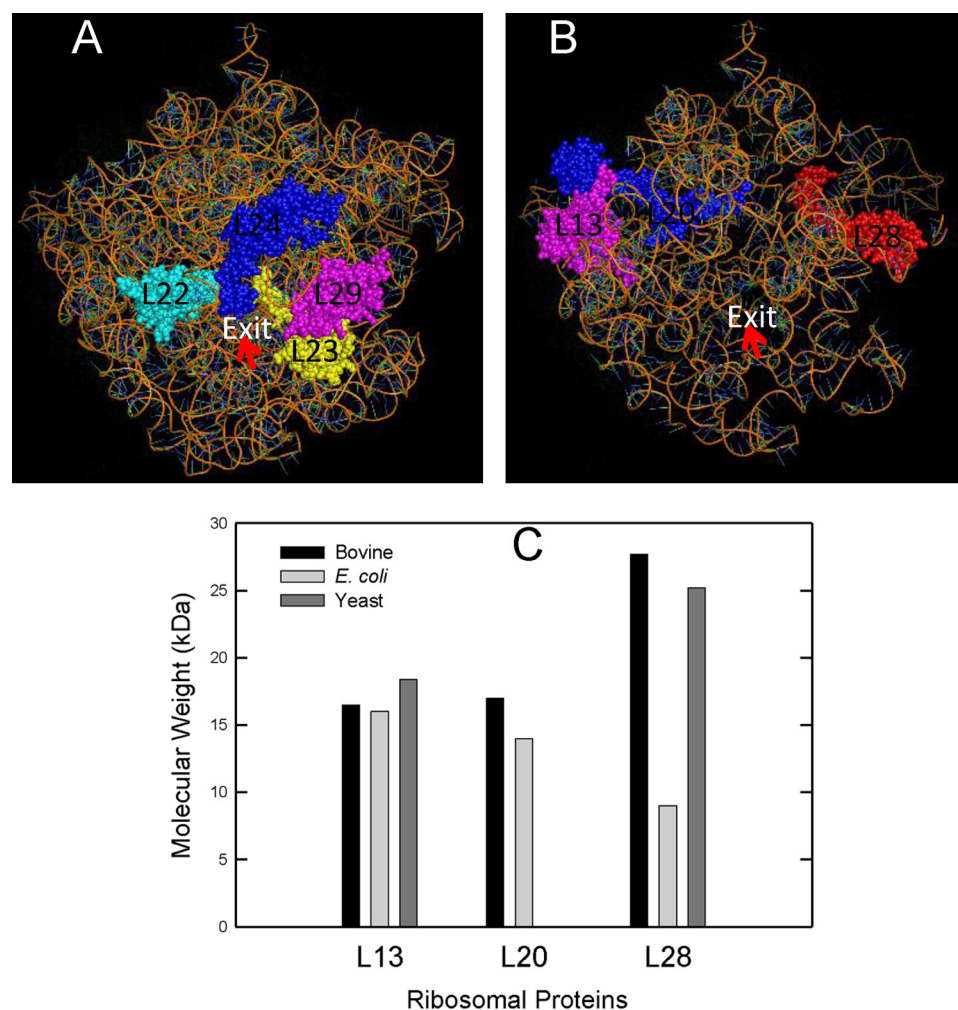 A
L24
L22
L29
Exit
L23
B
L13
L20
L28
Exit
C
30
25
20
15
10
5
0
Molecular Weight (kDa)
Bovine
E. coli
Yeast
L13 L20 L28
Ribosomal Proteins